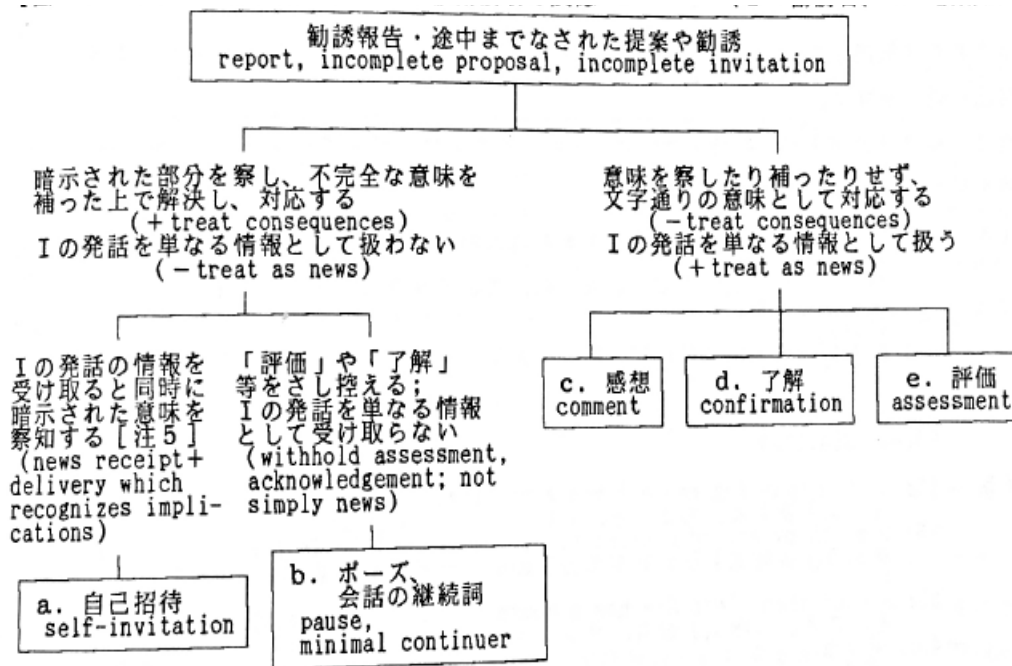 勧誘報告・途中までなされた提案や勧誘
report, incomplete proposal, incomplete invitation
暗示された部分を察し、不完全な意味を
補った上で解決し、対応する
(+treat consequences)
Iの発話を単なる情報として扱わない
(−treat as news)
意味を察したり補ったりせず、
文字通りの意味として対応する
(−treat consequences)
Iの発話を単なる情報として扱う
(+treat as news)
Iの発話の情報を
受け取ると同時に
暗示された意味を
察知する[注5]
(news receipt+
delivery which
recognizes impli-
cations)
「評価」や「了解」
等をさし控える;
Iの発話を単なる情報
として受け取らない
(withhold assessment,
acknowledgement; not
simply news)
c. 感想
comment
d. 了解
confirmation
e. 評価
assessment
a. 自己招待
self-invitation
b. ポーズ、
会話の継続詞
pause,
minimal continuer